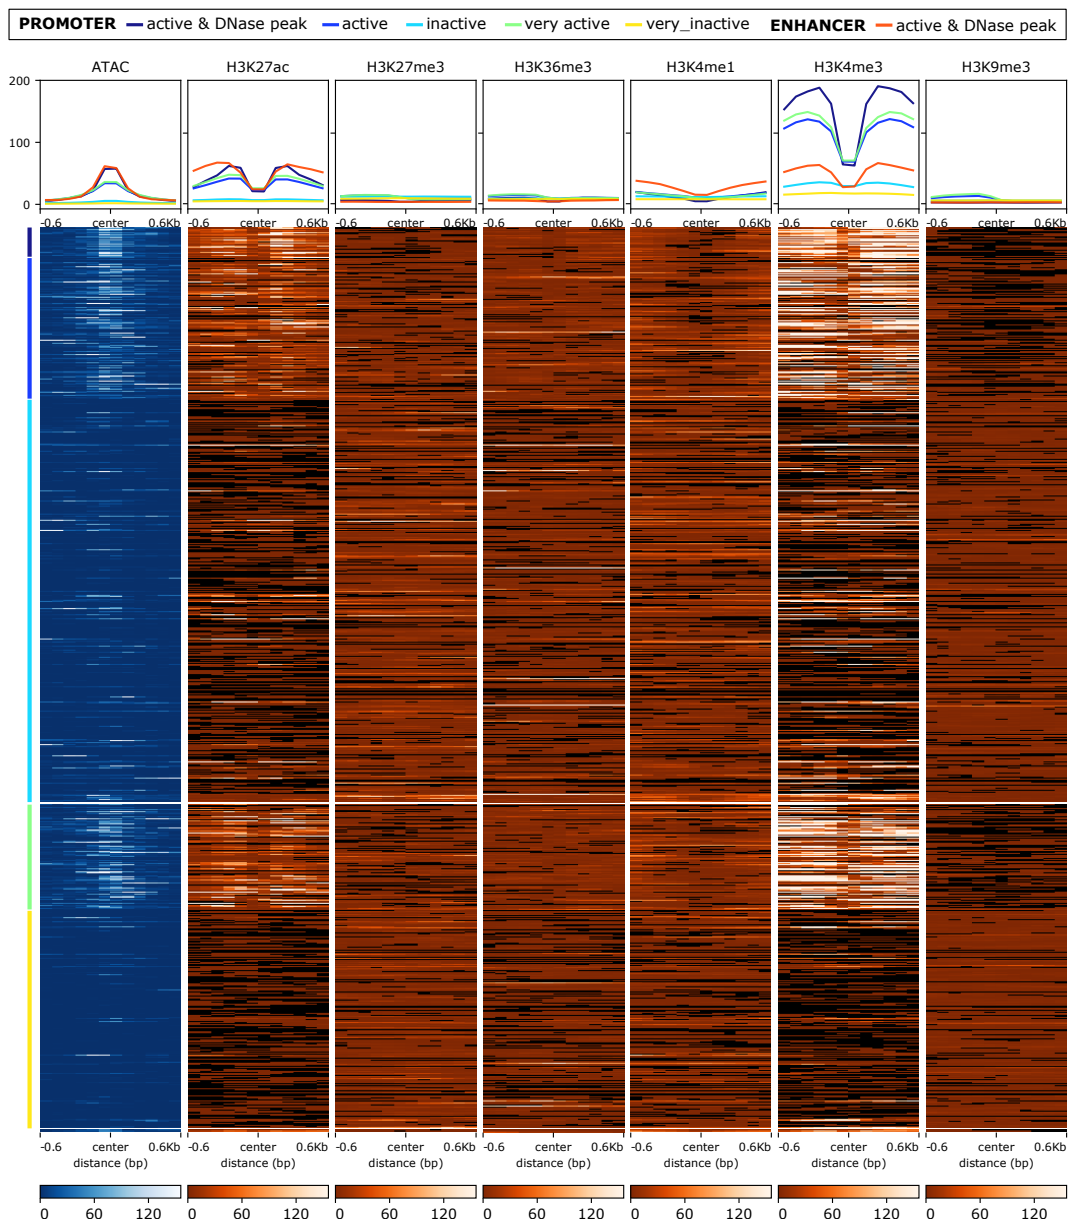 PROMOTER active & DNase peak active inactive very active very_inactive ENHANCER active & DNase peak
ATAC H3K27ac H3K27me3 H3K36me3 H3K4me1 H3K4me3 H3K9me3
200
100
0
-0.6 center 0.6Kb -0.6 center 0.6Kb -0.6 center 0.6Kb -0.6 center 0.6Kb -0.6 center 0.6Kb -0.6 center 0.6Kb -0.6 center 0.6Kb
-0.6 center 0.6Kb -0.6 center 0.6Kb -0.6 center 0.6Kb -0.6 center 0.6Kb -0.6 center 0.6Kb -0.6 center 0.6Kb -0.6 center 0.6Kb
distance (bp) distance (bp) distance (bp) distance (bp) distance (bp) distance (bp) distance (bp)
0 60 120 0 60 120 0 60 120 0 60 120 0 60 120 0 60 120 0 60 120